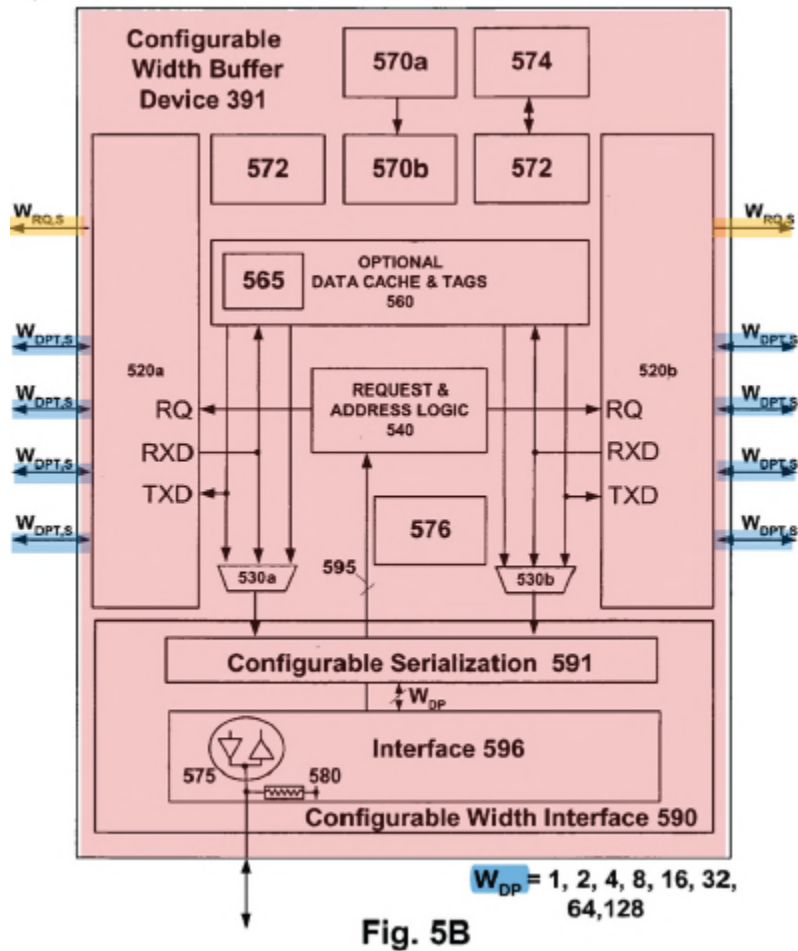 Configurable
Width Buffer
Device 391
570a
574
572
570b
572
W_RQ,S
W_RQ,S
565
OPTIONAL
DATA CACHE & TAGS
560
W_DPT,S
W_DPT,S
520a
520b
W_DPT,S
W_DPT,S
REQUEST &
ADDRESS LOGIC
540
RQ
RQ
RXD
RXD
W_DPT,S
W_DPT,S
TXD
TXD
576
W_DPT,S
W_DPT,S
595
530a
530b
Configurable Serialization 591
W_DP
Interface 596
575
580
Configurable Width Interface 590
W_DP = 1, 2, 4, 8, 16, 32,
64,128
Fig. 5B